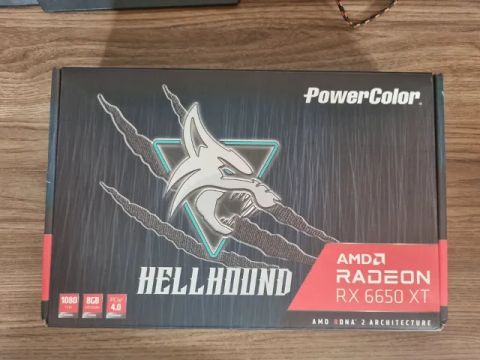 PowerColor
HELLHOUND
AMD
RADEON
RX 6650 XT
1080
8GB
PCIe
4.0
AMD RDNA 2 ARCHITECTURE